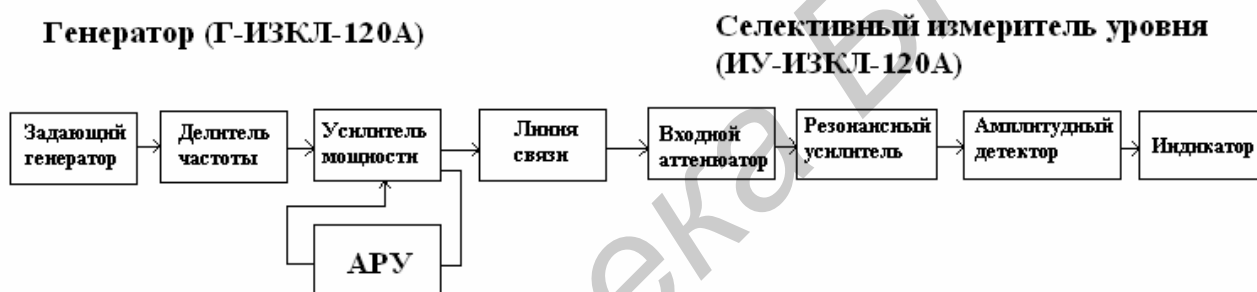 Генератор (Г-ИЗКЛ-120А)
Селективный измеритель уровня
(ИУ-ИЗКЛ-120А)
Задающий
генератор
Делитель
частоты
Усилитель
мощности
Линия
связи
Входной
аттенюатор
Резонансный
усилитель
Амплитудный
детектор
Индикатор
АРУ
ека Б